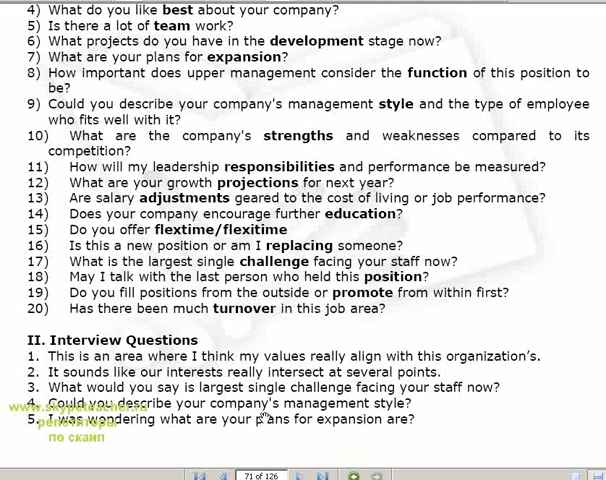 4) What do you like best about your company?
5) Is there a lot of team work?
6) What projects do you have in the development stage now?
7) What are your plans for expansion?
8) How important does upper management consider the function of this position to
be?
9) Could you describe your company's management style and the type of employee
who fits well with it?
10) What are the company's strengths and weaknesses compared to its
competition?
11) How will my leadership responsibilities and performance be measured?
12) What are your growth projections for next year?
13) Are salary adjustments geared to the cost of living or job performance?
14) Does your company encourage further education?
15) Do you offer flextime/flexitime
16) Is this a new position or am I replacing someone?
17) What is the largest single challenge facing your staff now?
18) May I talk with the last person who held this position?
19) Do you fill positions from the outside or promote from within first?
20) Has there been much turnover in this job area?
II. Interview Questions
1. This is an area where I think my values really align with this organization’s.
2. It sounds like our interests really intersect at several points.
3. What would you say is largest single challenge facing your staff now?
4. Could you describe your company's management style?
www.skypeteacher.ru
5. I was wondering what are your plans for expansion are?
репетиторы
по скаип
71 of 126